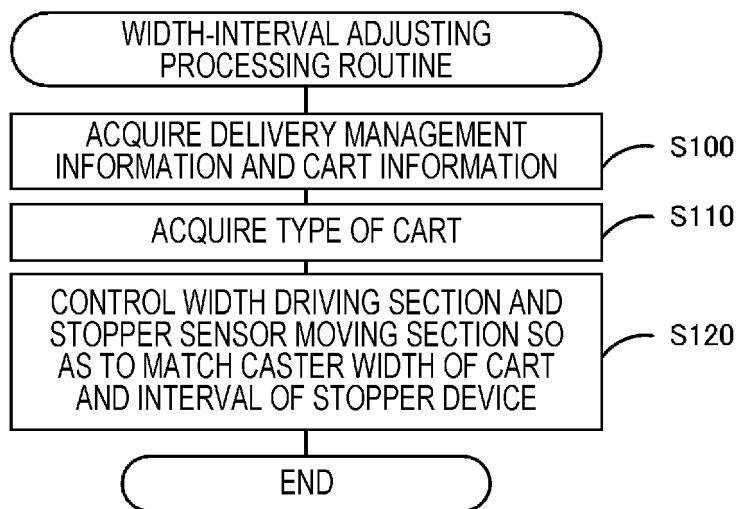 WIDTH-INTERVAL ADJUSTING
PROCESSING ROUTINE
ACQUIRE DELIVERY MANAGEMENT
INFORMATION AND CART INFORMATION
S100
ACQUIRE TYPE OF CART
S110
CONTROL WIDTH DRIVING SECTION AND
STOPPER SENSOR MOVING SECTION SO
AS TO MATCH CASTER WIDTH OF CART
AND INTERVAL OF STOPPER DEVICE
S120
END